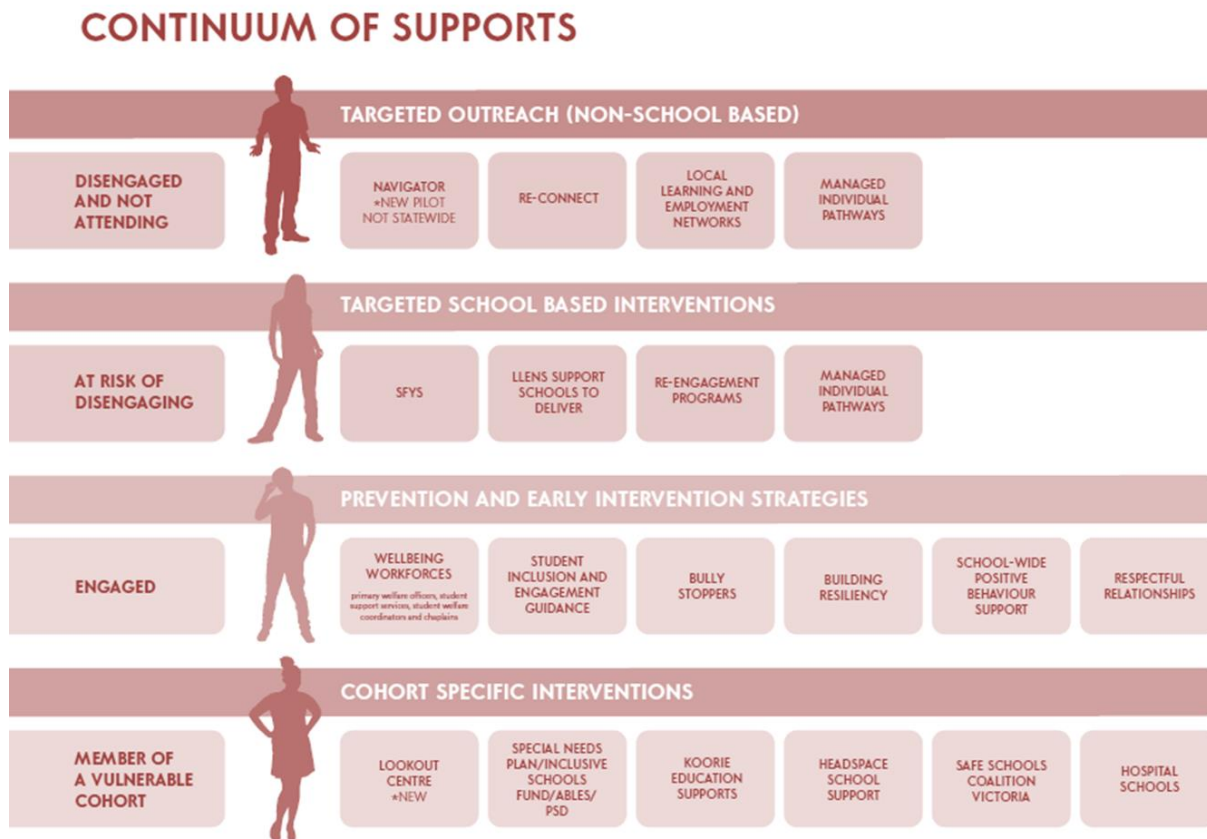 CONTINUUM OF SUPPORTS
TARGETED OUTREACH (NON-SCHOOL BASED)
DISENGAGED
AND NOT
ATTENDING
NAVIGATOR
*NEW PILOT
NOT STATEWIDE
RE-CONNECT
LOCAL
LEARNING AND
EMPLOYMENT
NETWORKS
MANAGED
INDIVIDUAL
PATHWAYS
TARGETED SCHOOL BASED INTERVENTIONS
AT RISK OF
DISENGAGING
SFYS
LLENS SUPPORT
SCHOOLS TO
DELIVER
RE-ENGAGEMENT
PROGRAMS
MANAGED
INDIVIDUAL
PATHWAYS
PREVENTION AND EARLY INTERVENTION STRATEGIES
ENGAGED
WELLBEING
WORKFORCES
primary welfare officers, student
support services, student welfare
coordinators and chaplains
STUDENT
INCLUSION AND
ENGAGEMENT
GUIDANCE
BULLY
STOPPERS
BUILDING
RESILIENCY
SCHOOL-WIDE
POSITIVE
BEHAVIOUR
SUPPORT
RESPECTFUL
RELATIONSHIPS
COHORT SPECIFIC INTERVENTIONS
MEMBER OF
A VULNERABLE
COHORT
LOOKOUT
CENTRE
*NEW
SPECIAL NEEDS
PLAN/INCLUSIVE
SCHOOLS
FUND/ABLES/
PSD
KOORIE
EDUCATION
SUPPORTS
HEADSPACE
SCHOOL
SUPPORT
SAFE SCHOOLS
COALITION
VICTORIA
HOSPITAL
SCHOOLS